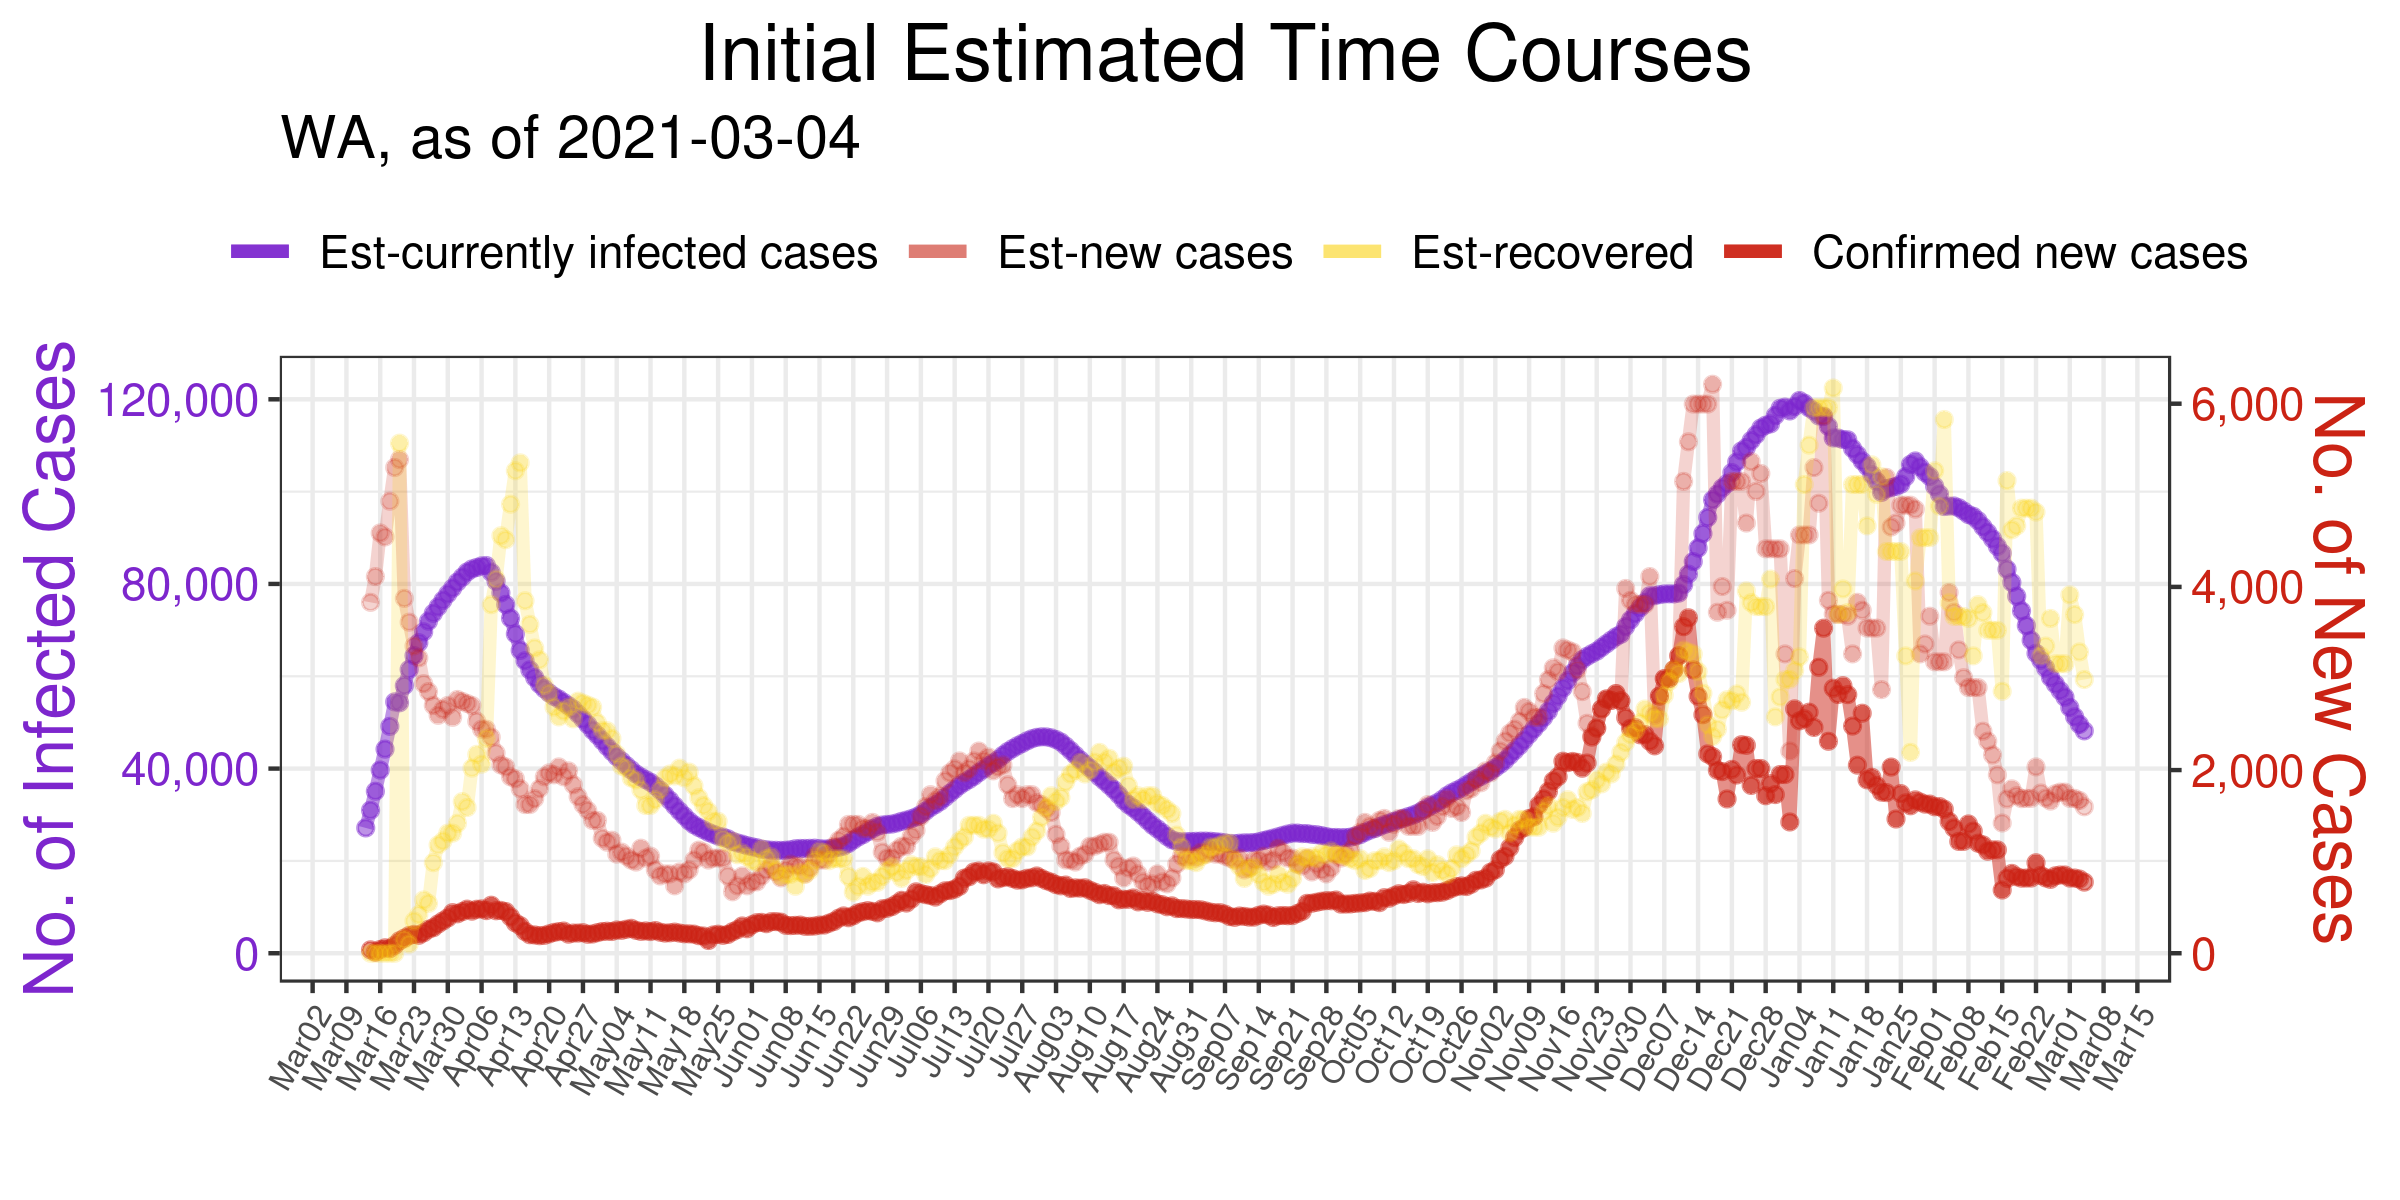 Initial Estimated Time Courses
WA, as of 2021-03-04
Est-currently infected cases
Est-new cases
Est-recovered
Confirmed new cases
No. of Infected Cases
120,000
80,000
40,000
0
6,000
4,000
2,000
0
No. of New Cases
Mar02
Mar09
Mar16
Mar23
Mar30
Apr06
Apr13
Apr20
Apr27
May04
May11
May18
May25
Jun01
Jun08
Jun15
Jun22
Jun29
Jul06
Jul13
Jul20
Jul27
Aug03
Aug10
Aug17
Aug24
Aug31
Sep07
Sep14
Sep21
Sep28
Oct05
Oct12
Oct19
Oct26
Nov02
Nov09
Nov16
Nov23
Nov30
Dec07
Dec14
Dec21
Dec28
Jan04
Jan11
Jan18
Jan25
Feb01
Feb08
Feb15
Feb22
Mar01
Mar08
Mar15